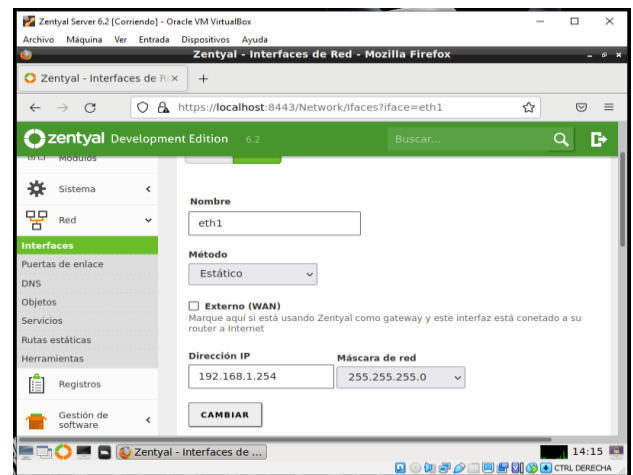 Zentyal Server 6.2 [Corriendo] - Oracle VM VirtualBox
Archivo Máquina Ver Entrada Dispositivos Ayuda
Zentyal - Interfaces de Red - Mozilla Firefox
Zentyal - Interfaces de Re
https://localhost:8443/Network/Ifaces?iface=eth1
zentyal Development Edition 6.2
Buscar...
Módulos
Sistema
Red
Interfaces
Puertas de enlace
DNS
Objetos
Servicios
Rutas estáticas
Herramientas
Registros
Gestión de
software
Nombre
eth1
Método
Estático
Externo (WAN)
Marque aquí si está usando Zentyal como gateway y este interfaz está conetado a su
router a Internet
Dirección IP Máscara de red
192.168.1.254 255.255.255.0
CAMBIAR
Zentyal - Interfaces de ...
14:15
CTRL DERECHA